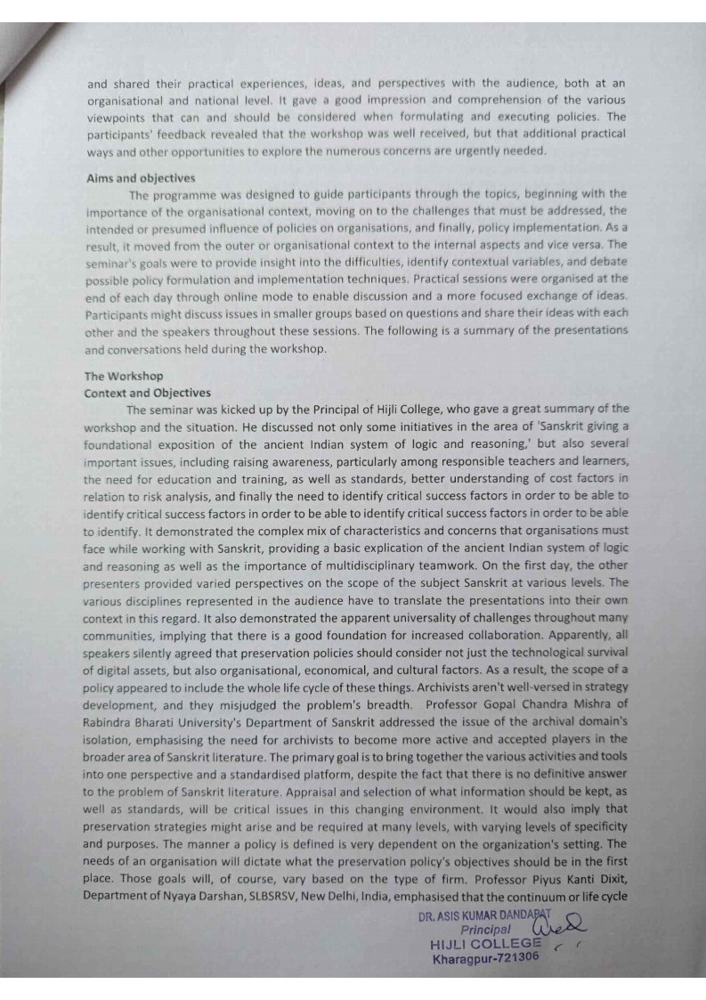 and shared their practical experiences, ideas, and perspectives with the audience, both at an
organisational and national level. It gave a good impression and comprehension of the various
viewpoints that can and should be considered when formulating and executing policies. The
participants' feedback revealed that the workshop was well received, but that additional practical
ways and other opportunities to explore the numerous concerns are urgently needed.
Aims and objectives
The programme was designed to guide participants through the topics, beginning with the
importance of the organisational context, moving on to the challenges that must be addressed, the
intended or presumed influence of policies on organisations, and finally, policy implementation. As a
result, it moved from the outer or organisational context to the internal aspects and vice versa. The
seminar's goals were to provide insight into the difficulties, identify contextual variables, and debate
possible policy formulation and implementation techniques. Practical sessions were organised at the
end of each day through online mode to enable discussion and a more focused exchange of ideas.
Participants might discuss issues in smaller groups based on questions and share their ideas with each
other and the speakers throughout these sessions. The following is a summary of the presentations
and conversations held during the workshop.
The Workshop
Context and Objectives
The seminar was kicked up by the Principal of Hijli College, who gave a great summary of the
workshop and the situation. He discussed not only some initiatives in the area of 'Sanskrit giving a
foundational exposition of the ancient Indian system of logic and reasoning,' but also several
important issues, including raising awareness, particularly among responsible teachers and learners,
the need for education and training, as well as standards, better understanding of cost factors in
relation to risk analysis, and finally the need to identify critical success factors in order to be able to
identify critical success factors in order to be able to identify critical success factors in order to be able
to identify. It demonstrated the complex mix of characteristics and concerns that organisations must
face while working with Sanskrit, providing a basic explication of the ancient Indian system of logic
and reasoning as well as the importance of multidisciplinary teamwork. On the first day, the other
presenters provided varied perspectives on the scope of the subject Sanskrit at various levels. The
various disciplines represented in the audience have to translate the presentations into their own
context in this regard. It also demonstrated the apparent universality of challenges throughout many
communities, implying that there is a good foundation for increased collaboration. Apparently, all
speakers silently agreed that preservation policies should consider not just the technological survival
of digital assets, but also organisational, economical, and cultural factors. As a result, the scope of a
policy appeared to include the whole life cycle of these things. Archivists aren't well-versed in strategy
development, and they misjudged the problem's breadth. Professor Gopal Chandra Mishra of
Rabindra Bharati University's Department of Sanskrit addressed the issue of the archival domain's
isolation, emphasising the need for archivists to become more active and accepted players in the
broader area of Sanskrit literature. The primary goal is to bring together the various activities and tools
into one perspective and a standardised platform, despite the fact that there is no definitive answer
to the problem of Sanskrit literature. Appraisal and selection of what information should be kept, as
well as standards, will be critical issues in this changing environment. It would also imply that
preservation strategies might arise and be required at many levels, with varying levels of specificity
and purposes. The manner a policy is defined is very dependent on the organization's setting. The
needs of an organisation will dictate what the preservation policy's objectives should be in the first
place. Those goals will, of course, vary based on the type of firm. Professor Piyus Kanti Dixit,
Department of Nyaya Darshan, SLBSRSV, New Delhi, India, emphasised that the continuum or life cycle
DR. ASIS KUMAR DANDAPAT
Principal
HIJLI COLLEGE
Kharagpur-721306